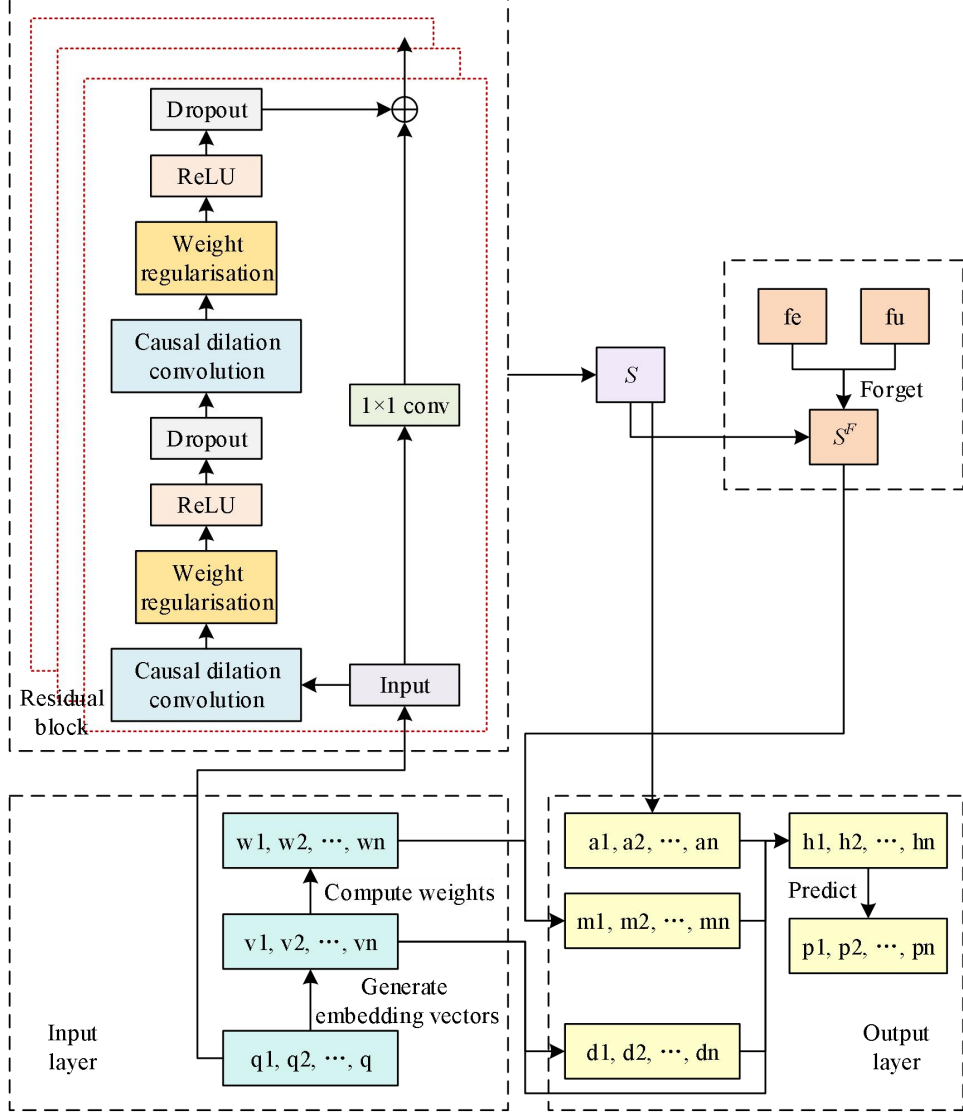 Dropout
ReLU
Weight
regularisation
Causal dilation
convolution
Dropout
ReLU
Weight
regularisation
Causal dilation
convolution
1×1 conv
Input
Residual
block
S
fe
fu
Forget
S^F
w1, w2, ···, wn
Compute weights
v1, v2, ···, vn
Generate
embedding vectors
q1, q2, ···, q
Input
layer
a1, a2, ···, an
m1, m2, ···, mn
d1, d2, ···, dn
h1, h2, ···, hn
Predict
p1, p2, ···, pn
Output
layer